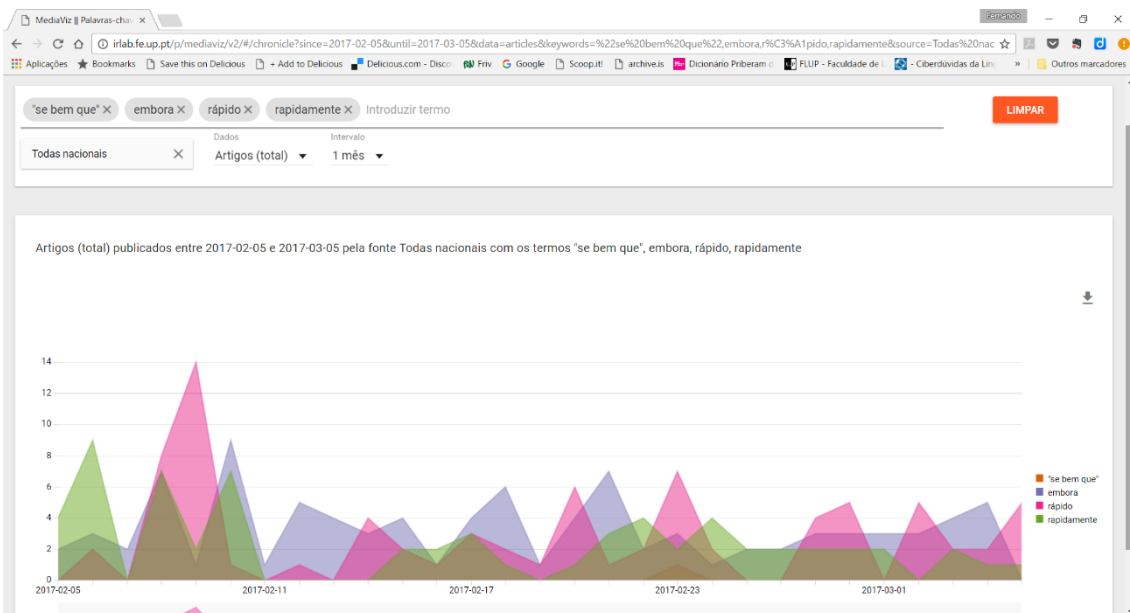 MediaViz || Palavras-chav
Fernando
irlab.fe.up.pt/p/mediaviz/v2/#/chronicle?since=2017-02-05&until=2017-03-05&data=articles&keywords=%22se%20bem%20que%22,embora,r%C3%A1pido,rapidamente&source=Todas%20nac
Aplicações Bookmarks Save this on Delicious + Add to Delicious Delicious.com - Disco Friv Google Scoop.it! archive.is Dicionário Priberam d FLUP - Faculdade de L - Ciberdúvidas da Lín » Outros marcadores
"se bem que" × embora × rápido × rapidamente × Introduzir termo LIMPAR
Dados Intervalo
Todas nacionais × Artigos (total) 1 mês
Artigos (total) publicados entre 2017-02-05 e 2017-03-05 pela fonte Todas nacionais com os termos "se bem que", embora, rápido, rapidamente
14
12
10
8
6
4
2
0
2017-02-05 2017-02-11 2017-02-17 2017-02-23 2017-03-01
"se bem que"
embora
rápido
rapidamente